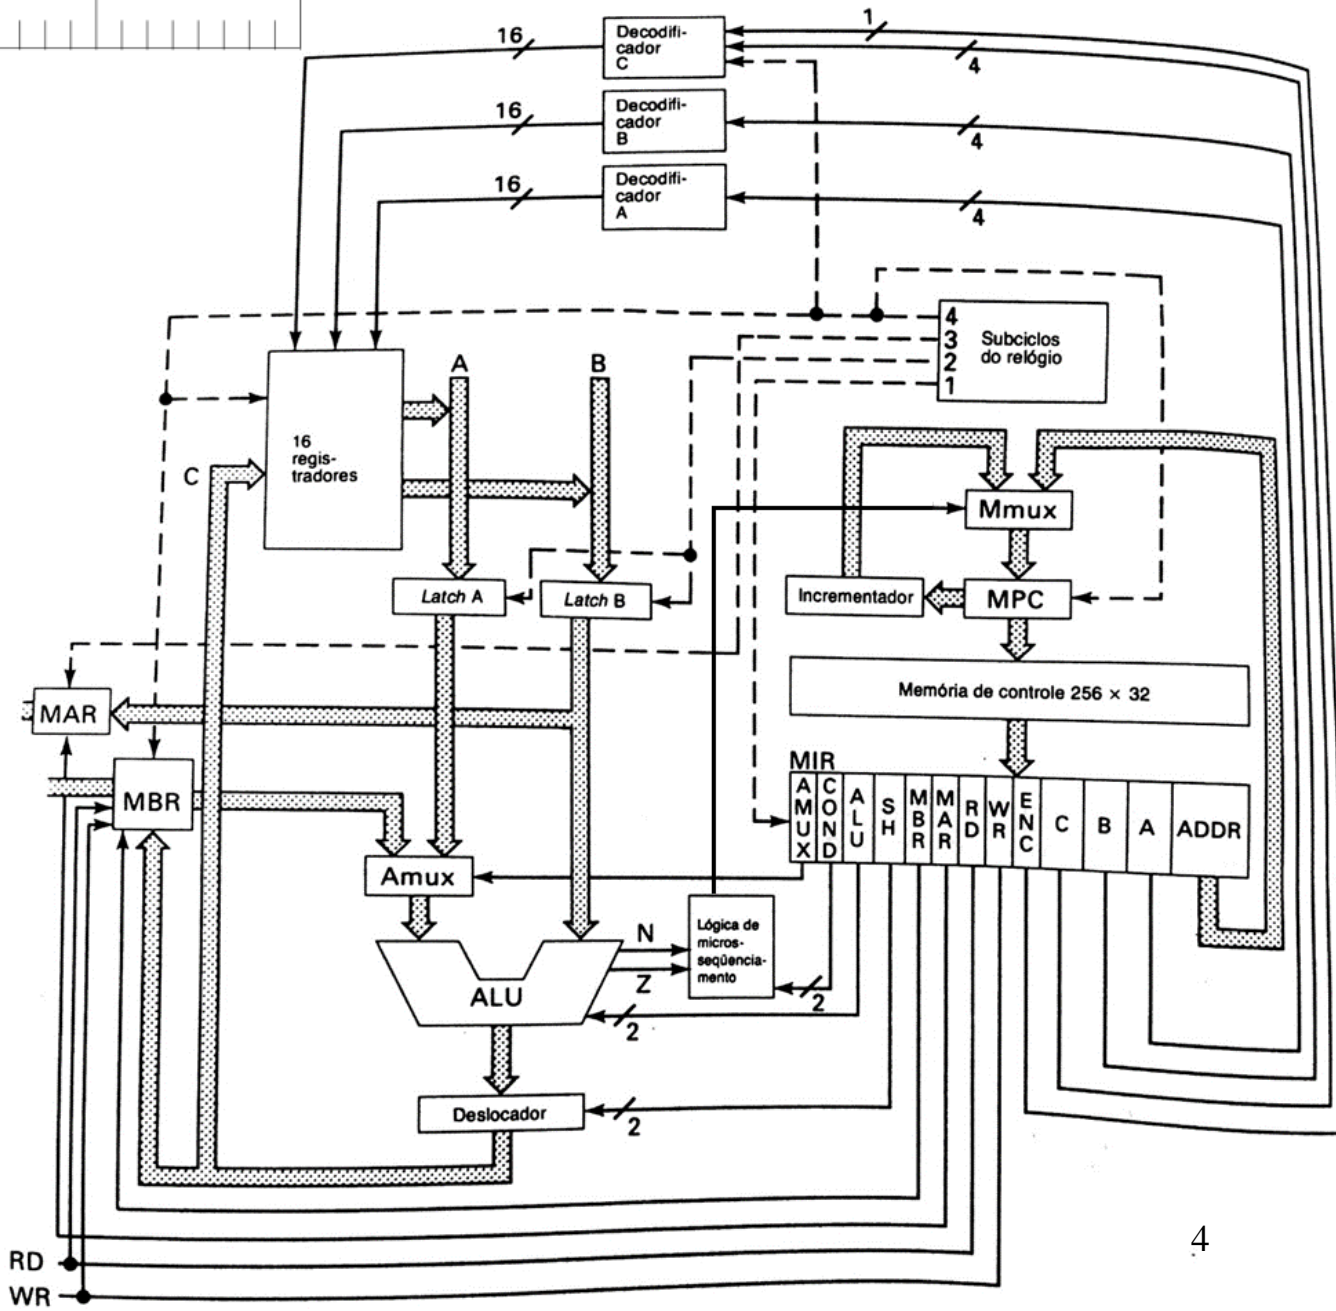 1
16
Decodifi-
cador
C
4
16
Decodifi-
cador
B
4
16
Decodifi-
cador
A
4
4
3
2
1
Subciclos
do relógio
A
B
16
regis-
tradores
C
Mmux
Latch A
Latch B
Incrementador
MPC
MAR
Memória de controle 256 × 32
MIR
MBR
AMUX
COND
ALU
SH
MBR
MAR
RD
WR
ENC
C
B
A
ADDR
Amux
N
Z
Lógica de
micros-
seqüencia-
mento
2
ALU
2
Deslocador
2
RD
WR
4